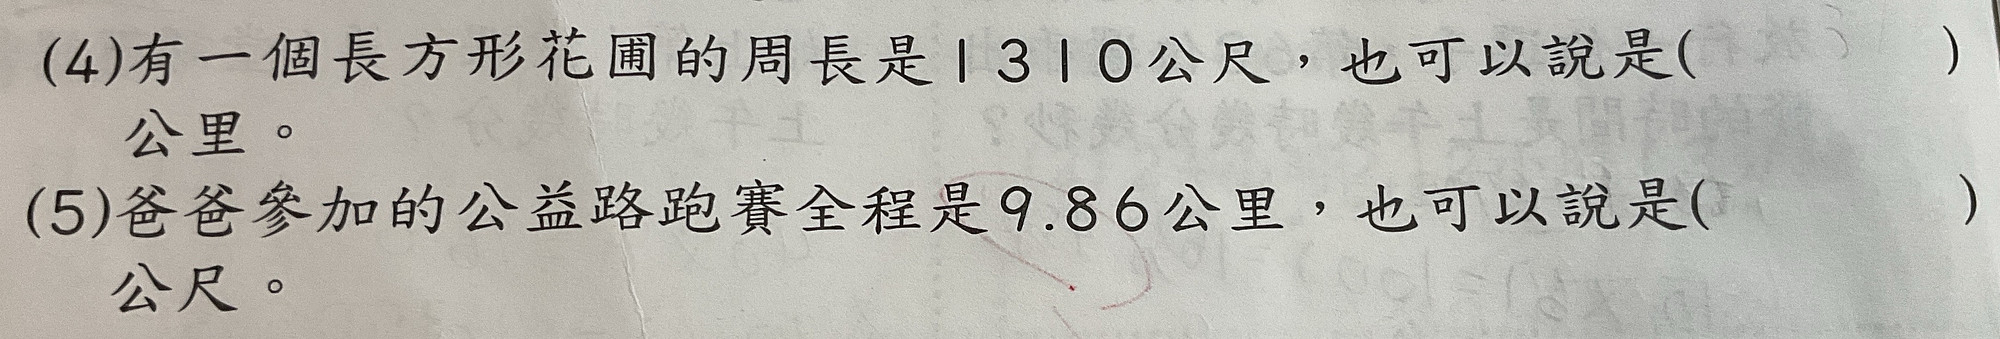 (4)有一個長方形花圃的周長是1310公尺，也可以說是(　　　)
公里。
(5)爸爸參加的公益路跑賽全程是9.86公里，也可以說是(　　　)
公尺。